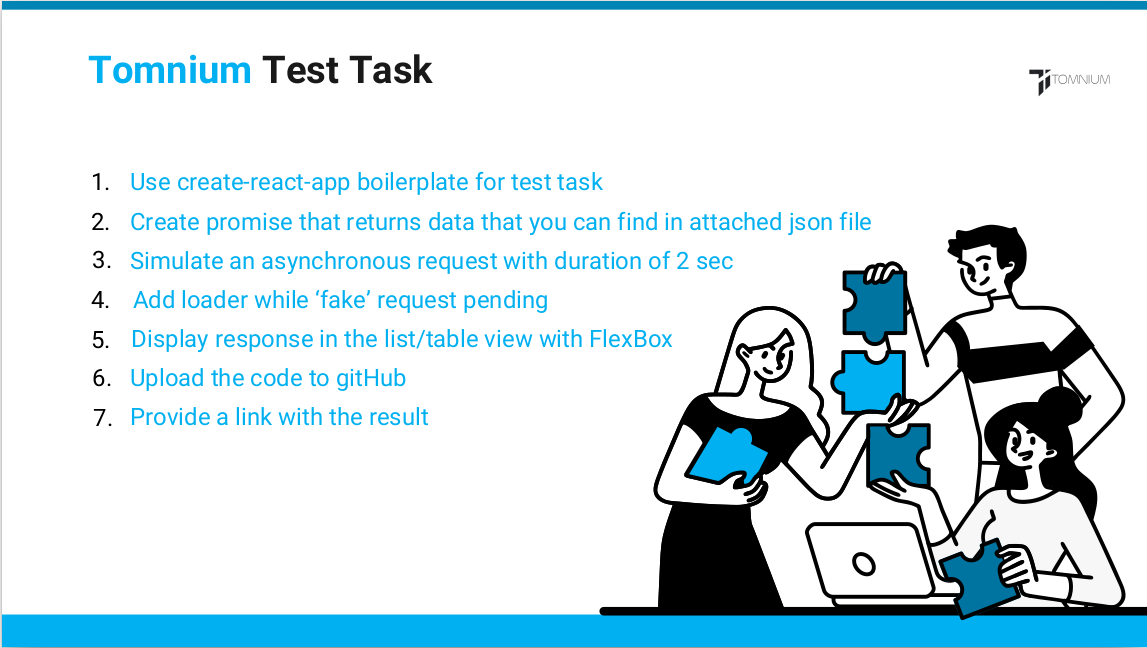 Tomnium Test Task
TOMNIUM
1. Use create-react-app boilerplate for test task
2. Create promise that returns data that you can find in attached json file
3. Simulate an asynchronous request with duration of 2 sec
4. Add loader while ‘fake’ request pending
5. Display response in the list/table view with FlexBox
6. Upload the code to gitHub
7. Provide a link with the result